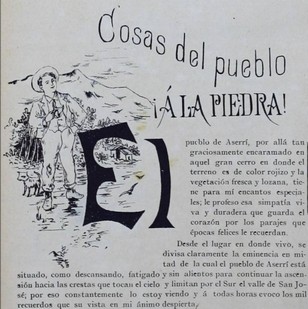 Cosas del pueblo
¡Á LA PIEDRA!
El pueblo de Aserrí, por allá tan
graciosamente encaramado en
aquel gran cerro en donde el
terreno es de color rojizo y la
vegetación fresca y lozana, tiene
para mí encantos especia-
les; le profeso esa simpatía vi-
va y duradera que guarda el
corazón por los parajes que
épocas felices le recuerdan.
Desde el lugar en donde vivo, se
divisa claramente la eminencia en mi-
tad de la cual el pueblo de Aserrí está
situado, como descansando, fatigado y sin alientos para continuar la ascen-
sión hacia las crestas que tocan el cielo y limitan por el Sur el valle de San Jo-
sé; por eso constantemente lo estoy viendo y á todas horas evoco los mil
recuerdos que su vista en mi ánimo despierta.